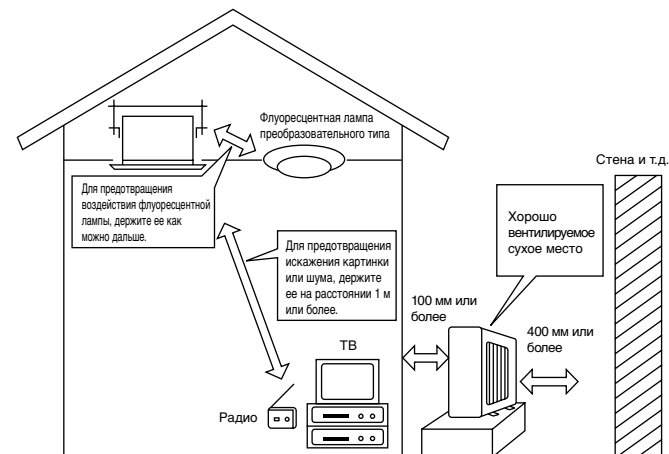 Флуоресцентная лампа
преобразовательного типа
Стена и т.д.
Для предотвращения
воздействия флуоресцентной
лампы, держите ее как
можно дальше.
Хорошо
вентилируемое
сухое место
Для предотвращения
искажения картинки
или шума, держите
ее на расстоянии 1 м
или более.
100 мм или
более
400 мм или
более
ТВ
Радио